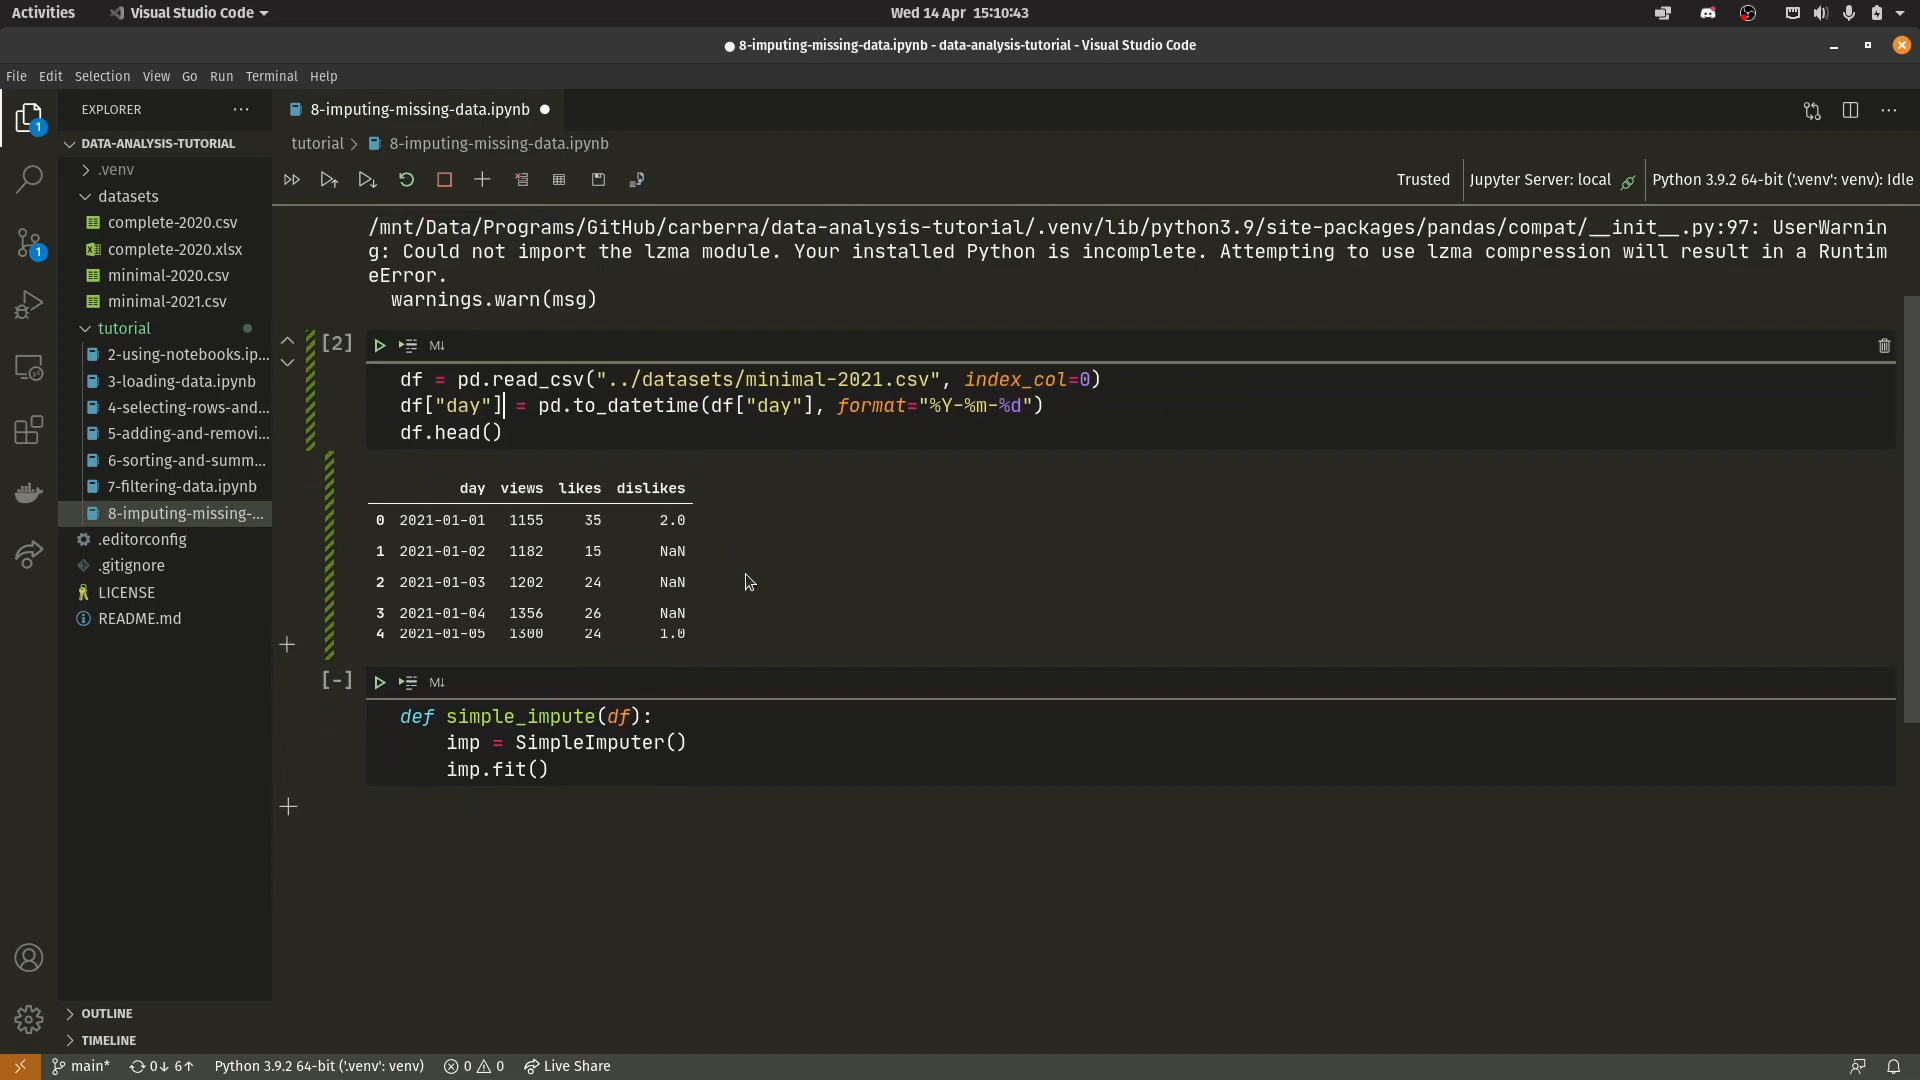 Activities
Visual Studio Code
Wed 14 Apr 15:10:43
8-imputing-missing-data.ipynb - data-analysis-tutorial - Visual Studio Code
File Edit Selection View Go Run Terminal Help
EXPLORER
8-imputing-missing-data.ipynb
DATA-ANALYSIS-TUTORIAL
tutorial > 8-imputing-missing-data.ipynb
.venv
datasets
complete-2020.csv
complete-2020.xlsx
minimal-2020.csv
minimal-2021.csv
tutorial
2-using-notebooks.ip...
3-loading-data.ipynb
4-selecting-rows-and...
5-adding-and-removi...
6-sorting-and-summ...
7-filtering-data.ipynb
8-imputing-missing-...
.editorconfig
.gitignore
LICENSE
README.md
OUTLINE
TIMELINE
1
1
Trusted
Jupyter Server: local
Python 3.9.2 64-bit ('.venv': venv): Idle
/mnt/Data/Programs/GitHub/carberra/data-analysis-tutorial/.venv/lib/python3.9/site-packages/pandas/compat/__init__.py:97: UserWarnin
g: Could not import the lzma module. Your installed Python is incomplete. Attempting to use lzma compression will result in a Runtim
eError.
warnings.warn(msg)
[2]
M↓
df = pd.read_csv("../datasets/minimal-2021.csv", index_col=0)
df["day"] = pd.to_datetime(df["day"], format="%Y-%m-%d")
df.head()
day views likes dislikes
0 2021-01-01 1155 35 2.0
1 2021-01-02 1182 15 NaN
2 2021-01-03 1202 24 NaN
3 2021-01-04 1356 26 NaN
4 2021-01-05 1300 24 1.0
[-]
M↓
def simple_impute(df):
imp = SimpleImputer()
imp.fit()
main* 0↓ 6↑ Python 3.9.2 64-bit ('.venv': venv) 0 0 Live Share